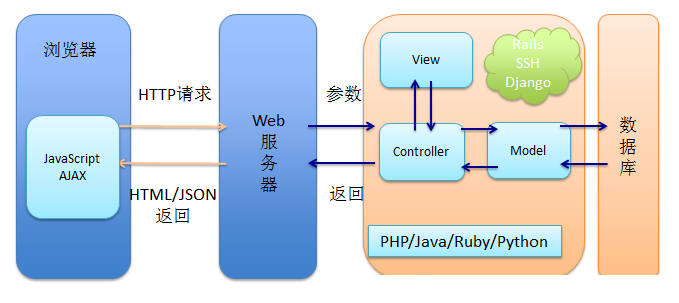 浏览器
JavaScript
AJAX
HTTP请求
HTML/JSON
返回
Web
服
务
器
参数
返回
View
Rails
SSH
Django
Controller
Model
PHP/Java/Ruby/Python
数
据
库